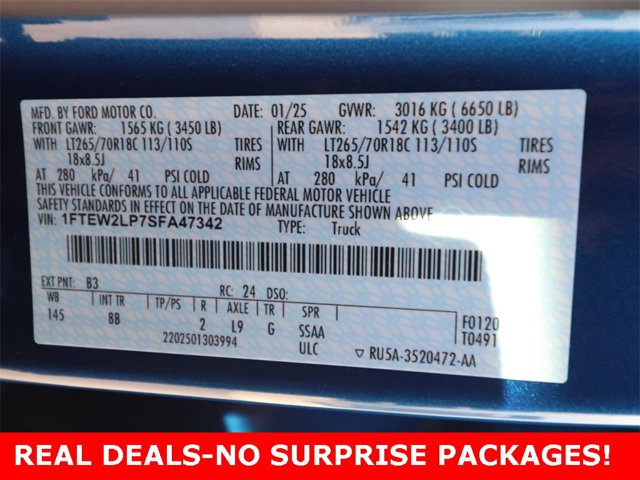 MFD. BY FORD MOTOR CO. DATE: 01/25 GVWR: 3016 KG ( 6650 LB)
FRONT GAWR: 1565 KG ( 3450 LB) REAR GAWR: 1542 KG ( 3400 LB)
WITH LT265/70R18C 113/110S TIRES WITH LT265/70R18C 113/110S TIRES
18x8.5J RIMS 18x8.5J RIMS
AT 280 kPa/ 41 PSI COLD AT 280 kPa/ 41 PSI COLD
THIS VEHICLE CONFORMS TO ALL APPLICABLE FEDERAL MOTOR VEHICLE
SAFETY STANDARDS IN EFFECT ON THE DATE OF MANUFACTURE SHOWN ABOVE.
VIN: 1FTEW2LP7SFA47342 TYPE: Truck
EXT PNT: B3 RC: 24 DSO:
WB INT TR TP/PS R AXLE TR SPR F0120
145 8B 2 L9 G SSAA T0491
2202501303994 ULC ▽ RU5A-3520472-AA
REAL DEALS-NO SURPRISE PACKAGES!